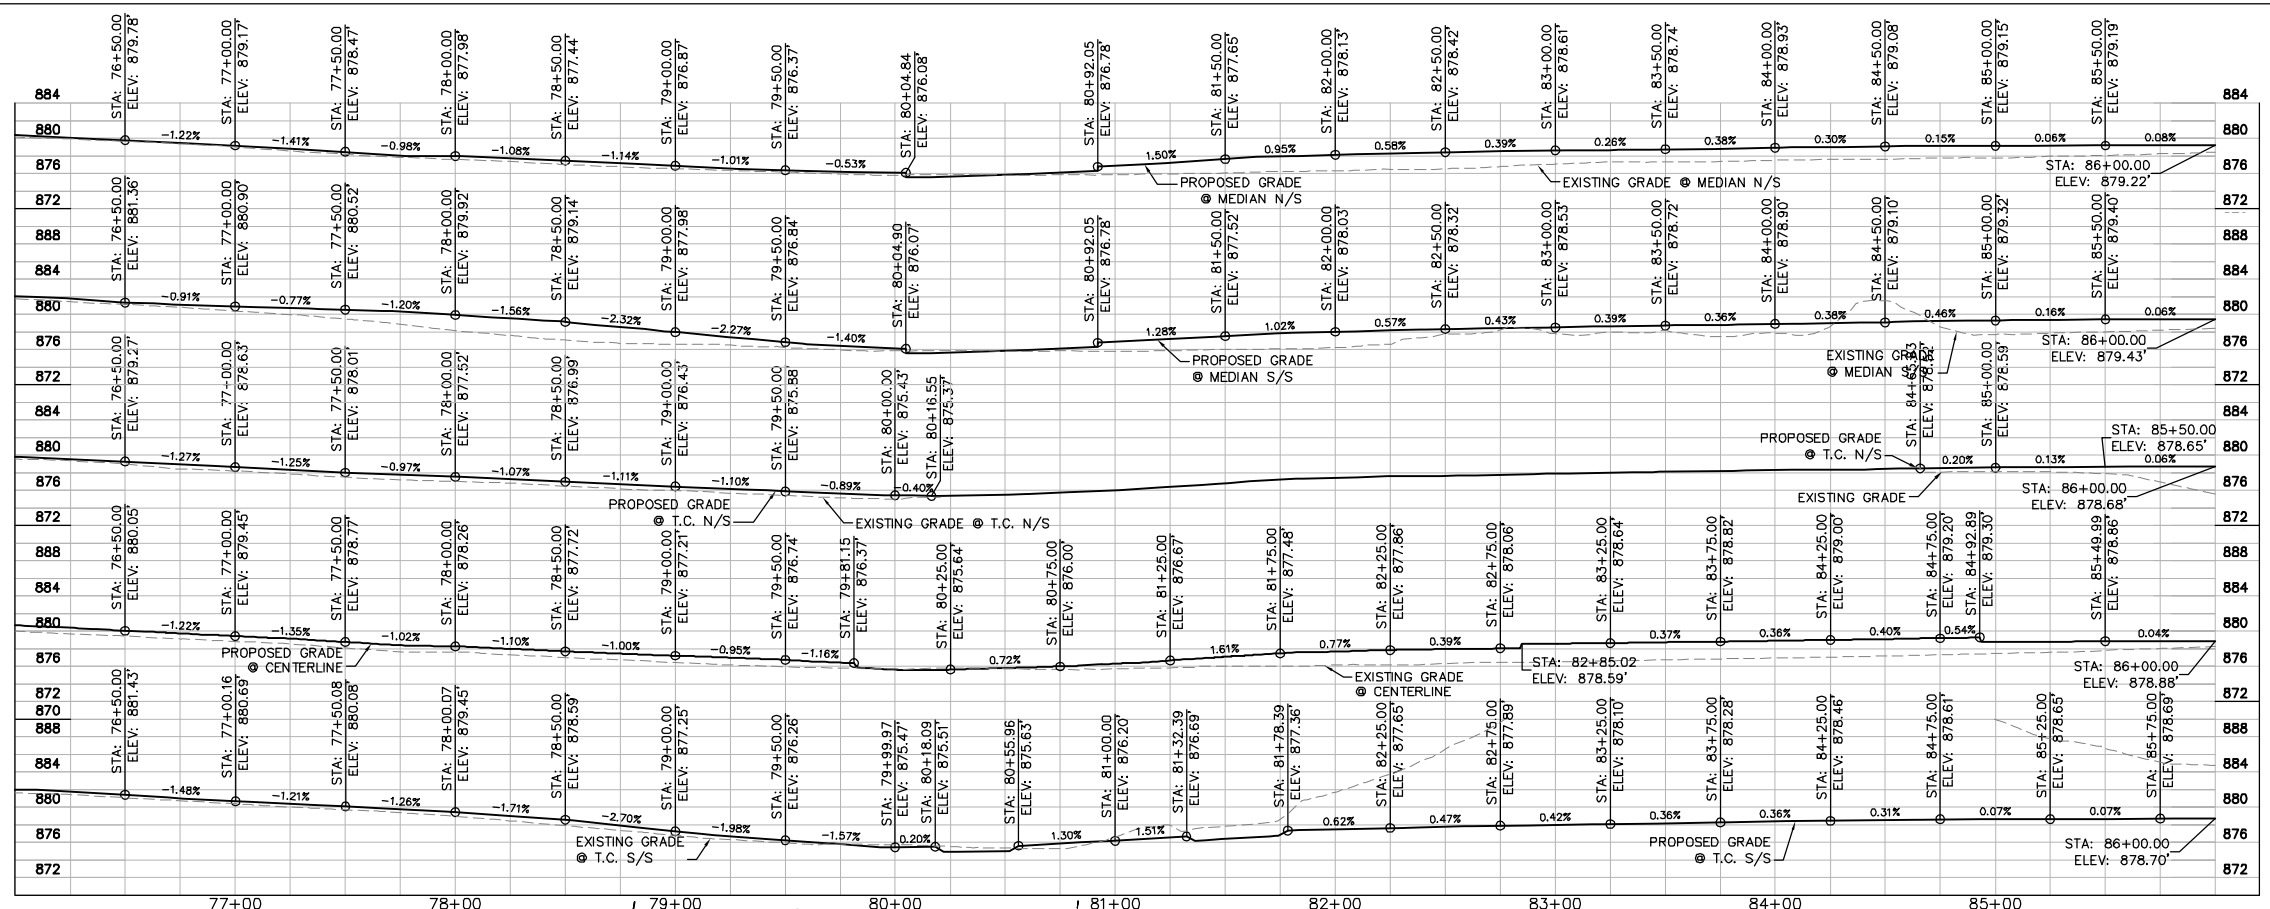 STA: 76+50.00
ELEV: 879.78'
STA: 77+00.00
ELEV: 879.17'
STA: 77+50.00
ELEV: 878.47'
STA: 78+00.00
ELEV: 877.98'
STA: 78+50.00
ELEV: 877.44'
STA: 79+00.00
ELEV: 876.87'
STA: 79+50.00
ELEV: 876.37'
STA: 80+04.84
ELEV: 876.08'
STA: 80+92.05
ELEV: 876.78'
STA: 81+50.00
ELEV: 877.65'
STA: 82+00.00
ELEV: 878.13'
STA: 82+50.00
ELEV: 878.42'
STA: 83+00.00
ELEV: 878.61'
STA: 83+50.00
ELEV: 878.74'
STA: 84+00.00
ELEV: 878.93'
STA: 84+50.00
ELEV: 879.08'
STA: 85+00.00
ELEV: 879.15'
STA: 85+50.00
ELEV: 879.19'
884 884
880 -1.22% -1.41% -0.98% -1.08% -1.14% -1.01% -0.53% 1.50% 0.95% 0.58% 0.39% 0.26% 0.38% 0.30% 0.15% 0.06% 0.08% 880
876 876
PROPOSED GRADE
@ MEDIAN N/S
EXISTING GRADE @ MEDIAN N/S
STA: 86+00.00
ELEV: 879.22'
872 872
STA: 76+50.00
ELEV: 881.36'
STA: 77+00.00
ELEV: 880.90'
STA: 77+50.00
ELEV: 880.52'
STA: 78+00.00
ELEV: 879.92'
STA: 78+50.00
ELEV: 879.14'
STA: 79+00.00
ELEV: 877.98'
STA: 79+50.00
ELEV: 876.84'
STA: 80+04.90
ELEV: 876.07'
STA: 80+92.05
ELEV: 876.78'
STA: 81+50.00
ELEV: 877.52'
STA: 82+00.00
ELEV: 878.03'
STA: 82+50.00
ELEV: 878.32'
STA: 83+00.00
ELEV: 878.53'
STA: 83+50.00
ELEV: 878.72'
STA: 84+00.00
ELEV: 878.90'
STA: 84+50.00
ELEV: 879.10'
STA: 85+00.00
ELEV: 879.32'
STA: 85+50.00
ELEV: 879.40'
888 888
884 884
880 -0.91% -0.77% -1.20% -1.56% -2.32% -2.27% -1.40% 1.28% 1.02% 0.57% 0.43% 0.39% 0.36% 0.38% 0.46% 0.16% 0.06% 880
876 876
PROPOSED GRADE
@ MEDIAN S/S
EXISTING GRADE
@ MEDIAN
STA: 86+00.00
ELEV: 879.43'
872 872
STA: 76+50.00
ELEV: 879.27'
STA: 77+00.00
ELEV: 878.63'
STA: 77+50.00
ELEV: 878.01'
STA: 78+00.00
ELEV: 877.52'
STA: 78+50.00
ELEV: 876.99'
STA: 79+00.00
ELEV: 876.43'
STA: 79+50.00
ELEV: 875.88'
STA: 80+00.00
ELEV: 875.43'
STA: 80+16.55
ELEV: 875.37'
STA:
ELEV:
STA: 85+00.00
ELEV: 878.59'
STA: 85+50.00
ELEV: 878.65'
884 884
880 -1.27% -1.25% -0.97% -1.07% -1.11% -1.10% -0.89% -0.40% 0.20% 0.13% 0.06% 880
876 876
PROPOSED GRADE
@ T.C. N/S
EXISTING GRADE @ T.C. N/S
PROPOSED GRADE
@ T.C. N/S
EXISTING GRADE
STA: 86+00.00
ELEV: 878.68'
872 872
STA: 76+50.00
ELEV: 880.05'
STA: 77+00.00
ELEV: 879.45'
STA: 77+50.00
ELEV: 878.77'
STA: 78+00.00
ELEV: 878.26'
STA: 78+50.00
ELEV: 877.72'
STA: 79+00.00
ELEV: 877.21'
STA: 79+50.00
ELEV: 876.74'
STA: 79+81.15
ELEV: 876.37'
STA: 80+25.00
ELEV: 875.64'
STA: 80+75.00
ELEV: 876.00'
STA: 81+25.00
ELEV: 876.67'
STA: 81+75.00
ELEV: 877.48'
STA: 82+25.00
ELEV: 877.86'
STA: 82+75.00
ELEV: 878.06'
STA: 83+25.00
ELEV: 878.64'
STA: 83+75.00
ELEV: 878.82'
STA: 84+25.00
ELEV: 879.00'
STA: 84+75.00
ELEV: 879.20'
STA: 84+92.89
ELEV: 879.30'
STA: 85+49.99
ELEV: 878.86'
888 888
884 884
880 -1.22% -1.35% -1.02% -1.10% -1.00% -0.95% -1.16% 0.72% 1.61% 0.77% 0.39% 0.37% 0.36% 0.40% 0.54% 0.04% 880
876 876
PROPOSED GRADE
@ CENTERLINE
EXISTING GRADE
@ CENTERLINE
STA: 82+85.02
ELEV: 878.59'
STA: 86+00.00
ELEV: 878.88'
872 872
870
STA: 76+50.00
ELEV: 881.43'
STA: 77+00.16
ELEV: 880.69'
STA: 77+50.08
ELEV: 880.08'
STA: 78+00.07
ELEV: 879.45'
STA: 78+50.00
ELEV: 878.59'
STA: 79+00.00
ELEV: 877.25'
STA: 79+50.00
ELEV: 876.26'
STA: 79+99.97
ELEV: 875.47'
STA: 80+18.09
ELEV: 875.51'
STA: 80+55.96
ELEV: 875.63'
STA: 81+00.00
ELEV: 876.20'
STA: 81+32.39
ELEV: 876.69'
STA: 81+78.39
ELEV: 877.36'
STA: 82+25.00
ELEV: 877.65'
STA: 82+75.00
ELEV: 877.89'
STA: 83+25.00
ELEV: 878.10'
STA: 83+75.00
ELEV: 878.28'
STA: 84+25.00
ELEV: 878.46'
STA: 84+75.00
ELEV: 878.61'
STA: 85+25.00
ELEV: 878.65'
STA: 85+75.00
ELEV: 878.69'
888 888
884 884
880 -1.48% -1.21% -1.26% -1.71% -2.70% -1.98% -1.57% 0.20% 1.30% 1.51% 0.62% 0.47% 0.42% 0.36% 0.36% 0.31% 0.07% 0.07% 880
876 876
EXISTING GRADE
@ T.C. S/S
PROPOSED GRADE
@ T.C. S/S
STA: 86+00.00
ELEV: 878.70'
872 872
77+00 78+00 79+00 80+00 81+00 82+00 83+00 84+00 85+00